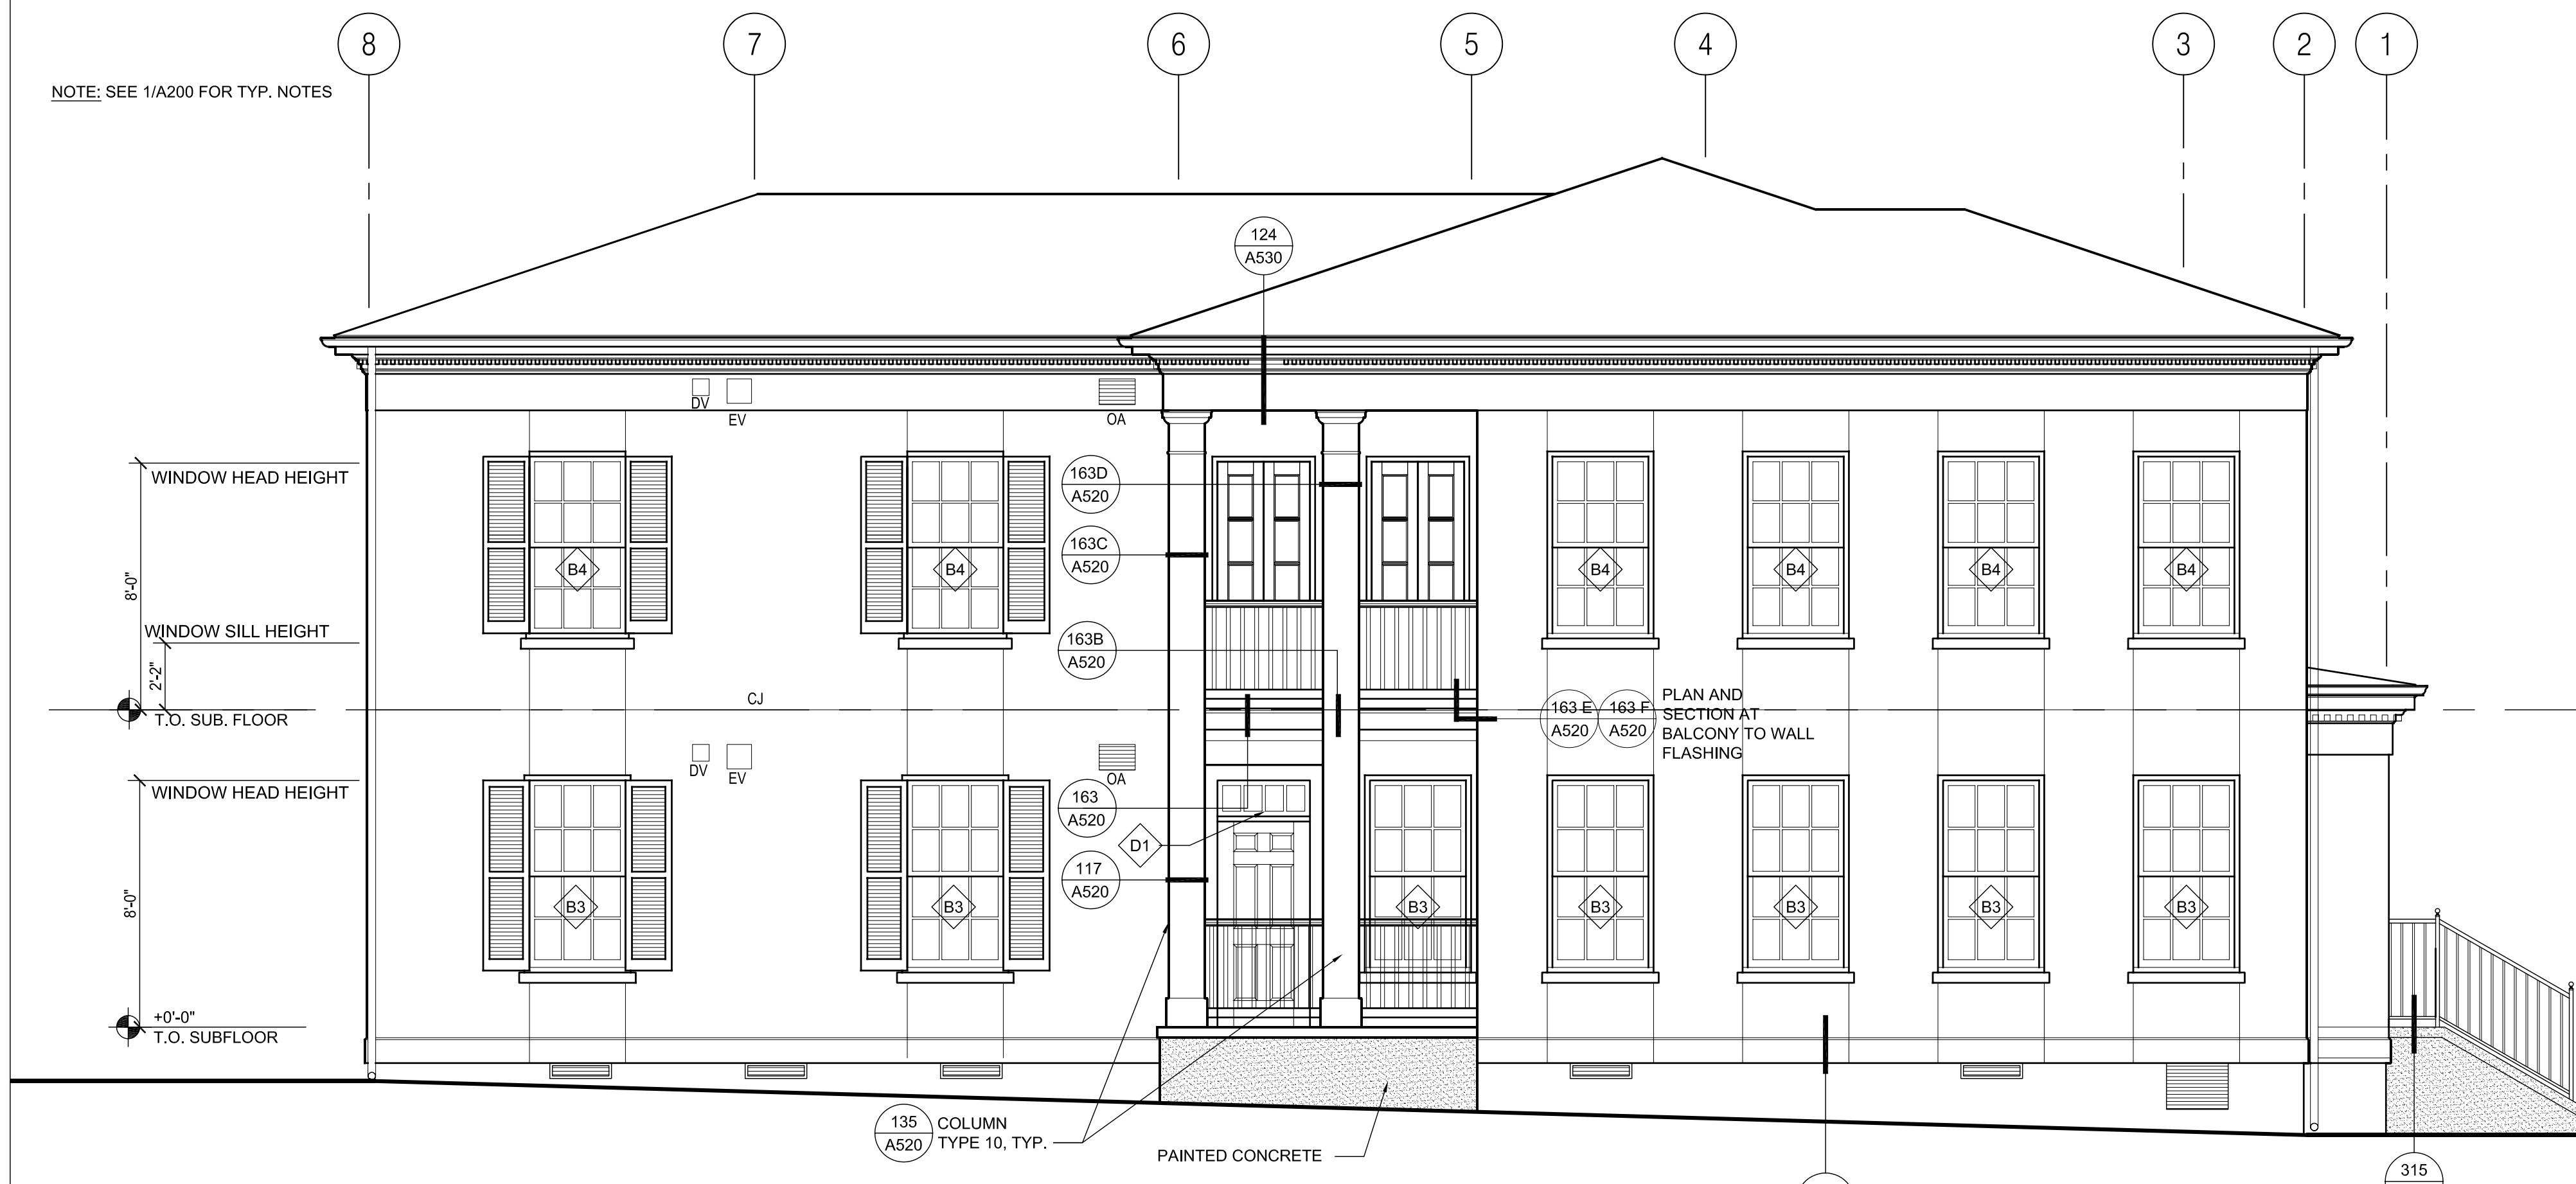 8
7
6
5
4
3
2
1
NOTE: SEE 1/A200 FOR TYP. NOTES
124
A530
DV
EV
OA
WINDOW HEAD HEIGHT
163D
A520
163C
A520
8'-0"
B4
B4
B4
B4
B4
B4
WINDOW SILL HEIGHT
163B
A520
2'-2"
CJ
T.O. SUB. FLOOR
163 E
A520
163 F
A520
PLAN AND
SECTION AT
BALCONY TO WALL
FLASHING
DV
EV
OA
WINDOW HEAD HEIGHT
163
A520
D1
117
A520
8'-0"
B3
B3
B3
B3
B3
B3
B3
+0'-0"
T.O. SUBFLOOR
135
A520
COLUMN
TYPE 10, TYP.
PAINTED CONCRETE
315